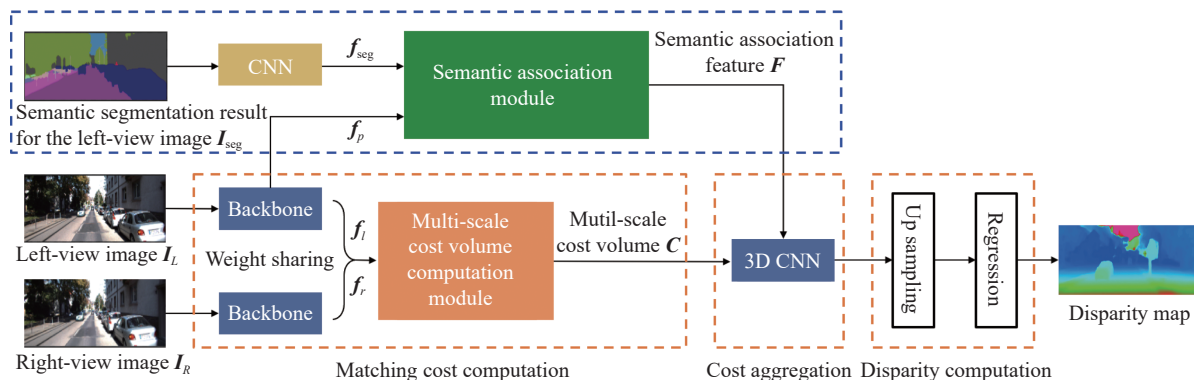 CNN
f_seg
Semantic association
module
Semantic association
feature F
Semantic segmentation result
for the left-view image I_seg
f_p
Backbone
Left-view image I_L
Weight sharing
f_l
f_r
Multi-scale
cost volume
computation
module
Mutil-scale
cost volume C
3D CNN
Up sampling
Regression
Disparity map
Backbone
Right-view image I_R
Matching cost computation
Cost aggregation
Disparity computation